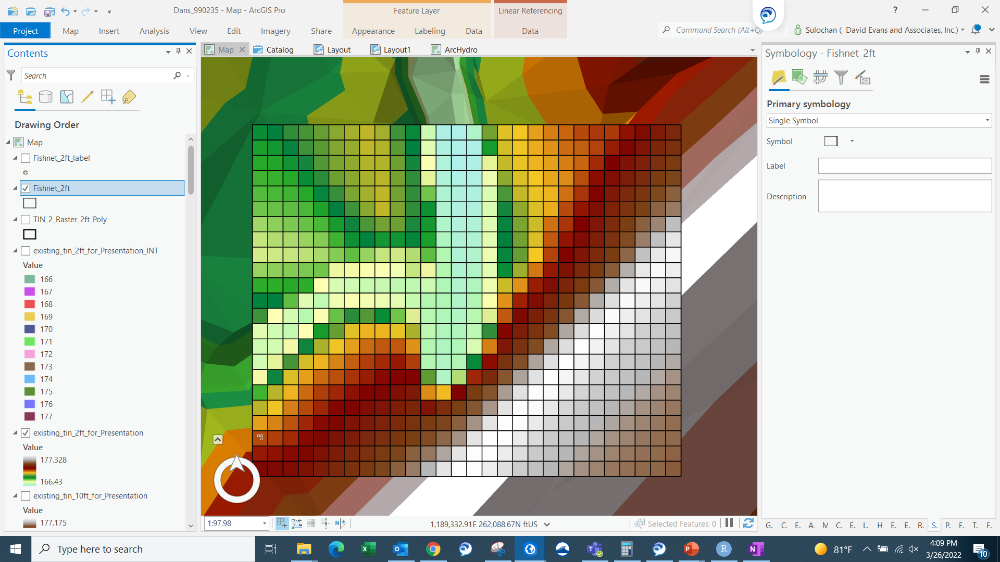 Dans_990235 - Map - ArcGIS Pro
Feature Layer
Linear Referencing
?
Project
Map
Insert
Analysis
View
Edit
Imagery
Share
Appearance
Labeling
Data
Data
Command Search (Alt+Q)
Sulochan ( David Evans and Associates, Inc.)
Contents
Map
Catalog
Layout
Layout1
ArcHydro
Symbology - Fishnet_2ft
Search
Drawing Order
Map
Fishnet_2ft_label
Fishnet_2ft
TIN_2_Raster_2ft_Poly
existing_tin_2ft_for_Presentation_INT
Value
166
167
168
169
170
171
172
173
174
175
176
177
existing_tin_2ft_for_Presentation
Value
177.328
166.43
existing_tin_10ft_for_Presentation
Value
177.175
Primary symbology
Single Symbol
Symbol
Label
Description
1:97.98
N
1,189,332.91E 262,088.67N ftUS
Selected Features: 0
G. C. E. A. M C. E. L. H E. E. R. S. P. F. T. F.
Type here to search
81°F
4:09 PM
3/26/2022
10